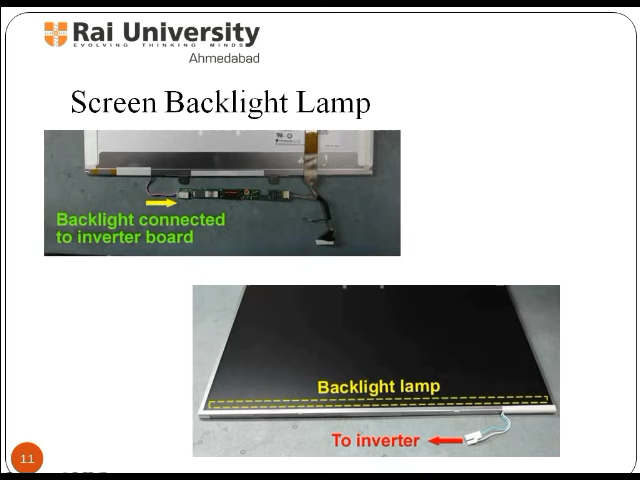 Rai University
EVOLVING THINKING MINDS
Ahmedabad
Screen Backlight Lamp
Backlight connected
to inverter board
Backlight lamp
To inverter
11